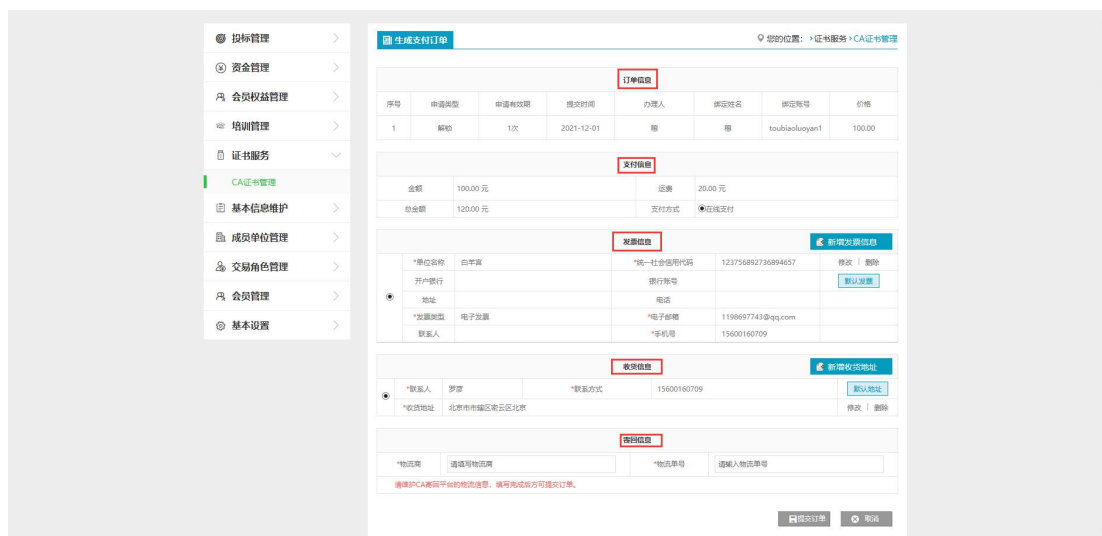 投标管理
资金管理
会员权益管理
培训管理
证书服务
CA证书管理
基本信息维护
成员单位管理
交易角色管理
会员管理
基本设置
生成支付订单 您的位置: >证书服务>CA证书管理
订单信息
序号 申请类型 申请有效期 提交时间 办理人 绑定姓名 绑定账号 价格
1 解锁 1次 2021-12-01 toubiaoluoyan1 100.00
支付信息
金额 100.00 元 运费 20.00 元
总金额 120.00 元 支付方式 在线支付
发票信息 新增发票信息
*单位名称 白羊宫 *统一社会信用代码 123756892736894657 修改 | 删除
开户银行 银行账号 默认发票
地址 电话
*发票类型 电子发票 *电子邮箱 1198697743@qq.com
联系人 *手机号 15600160709
收货信息 新增收货地址
*联系人 罗彦 *联系方式 15600160709 默认地址
*收货地址 北京市市辖区密云区北京 修改 | 删除
寄回信息
*物流商 请填写物流商 *物流单号 请输入物流单号
请维护CA寄回平台的物流信息,填写完成后方可提交订单。
提交订单 取消